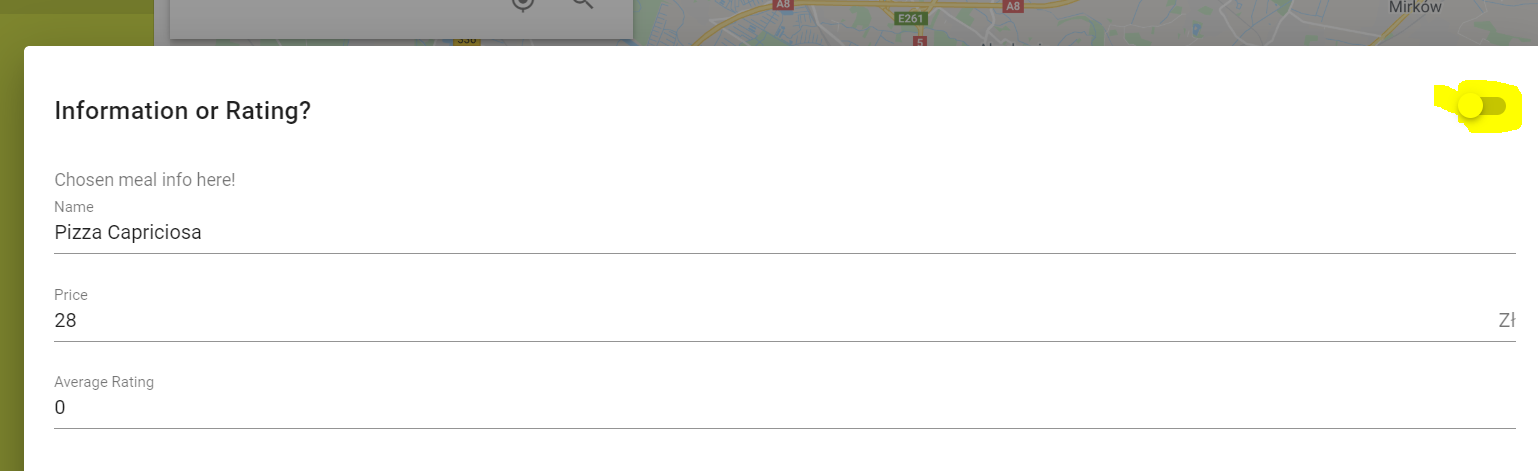 A8
A8
Mirków
E261
5
Information or Rating?
Chosen meal info here!
Name
Pizza Capriciosa
Price
28 Zł
Average Rating
0